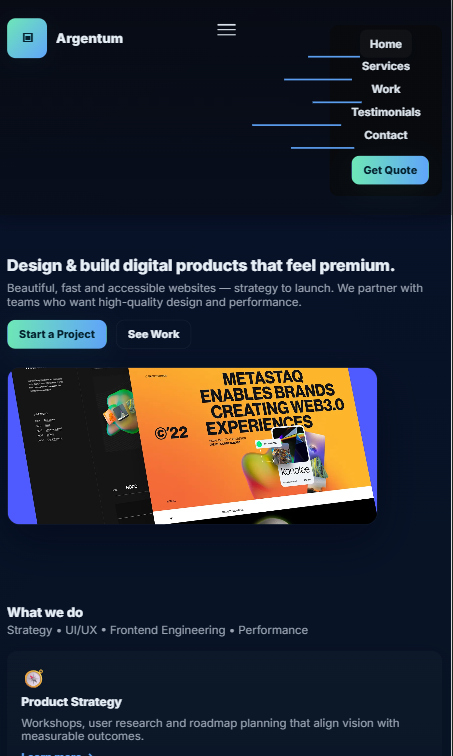 Argentum
Home
Services
Work
Testimonials
Contact
Get Quote
Design & build digital products that feel premium.
Beautiful, fast and accessible websites — strategy to launch. We partner with
teams who want high-quality design and performance.
Start a Project
See Work
METASTAQ
ENABLES BRANDS
CREATING WEB3.0
EXPERIENCES
©'22
konatee
What we do
Strategy • UI/UX • Frontend Engineering • Performance
Product Strategy
Workshops, user research and roadmap planning that align vision with
measurable outcomes.
Learn more